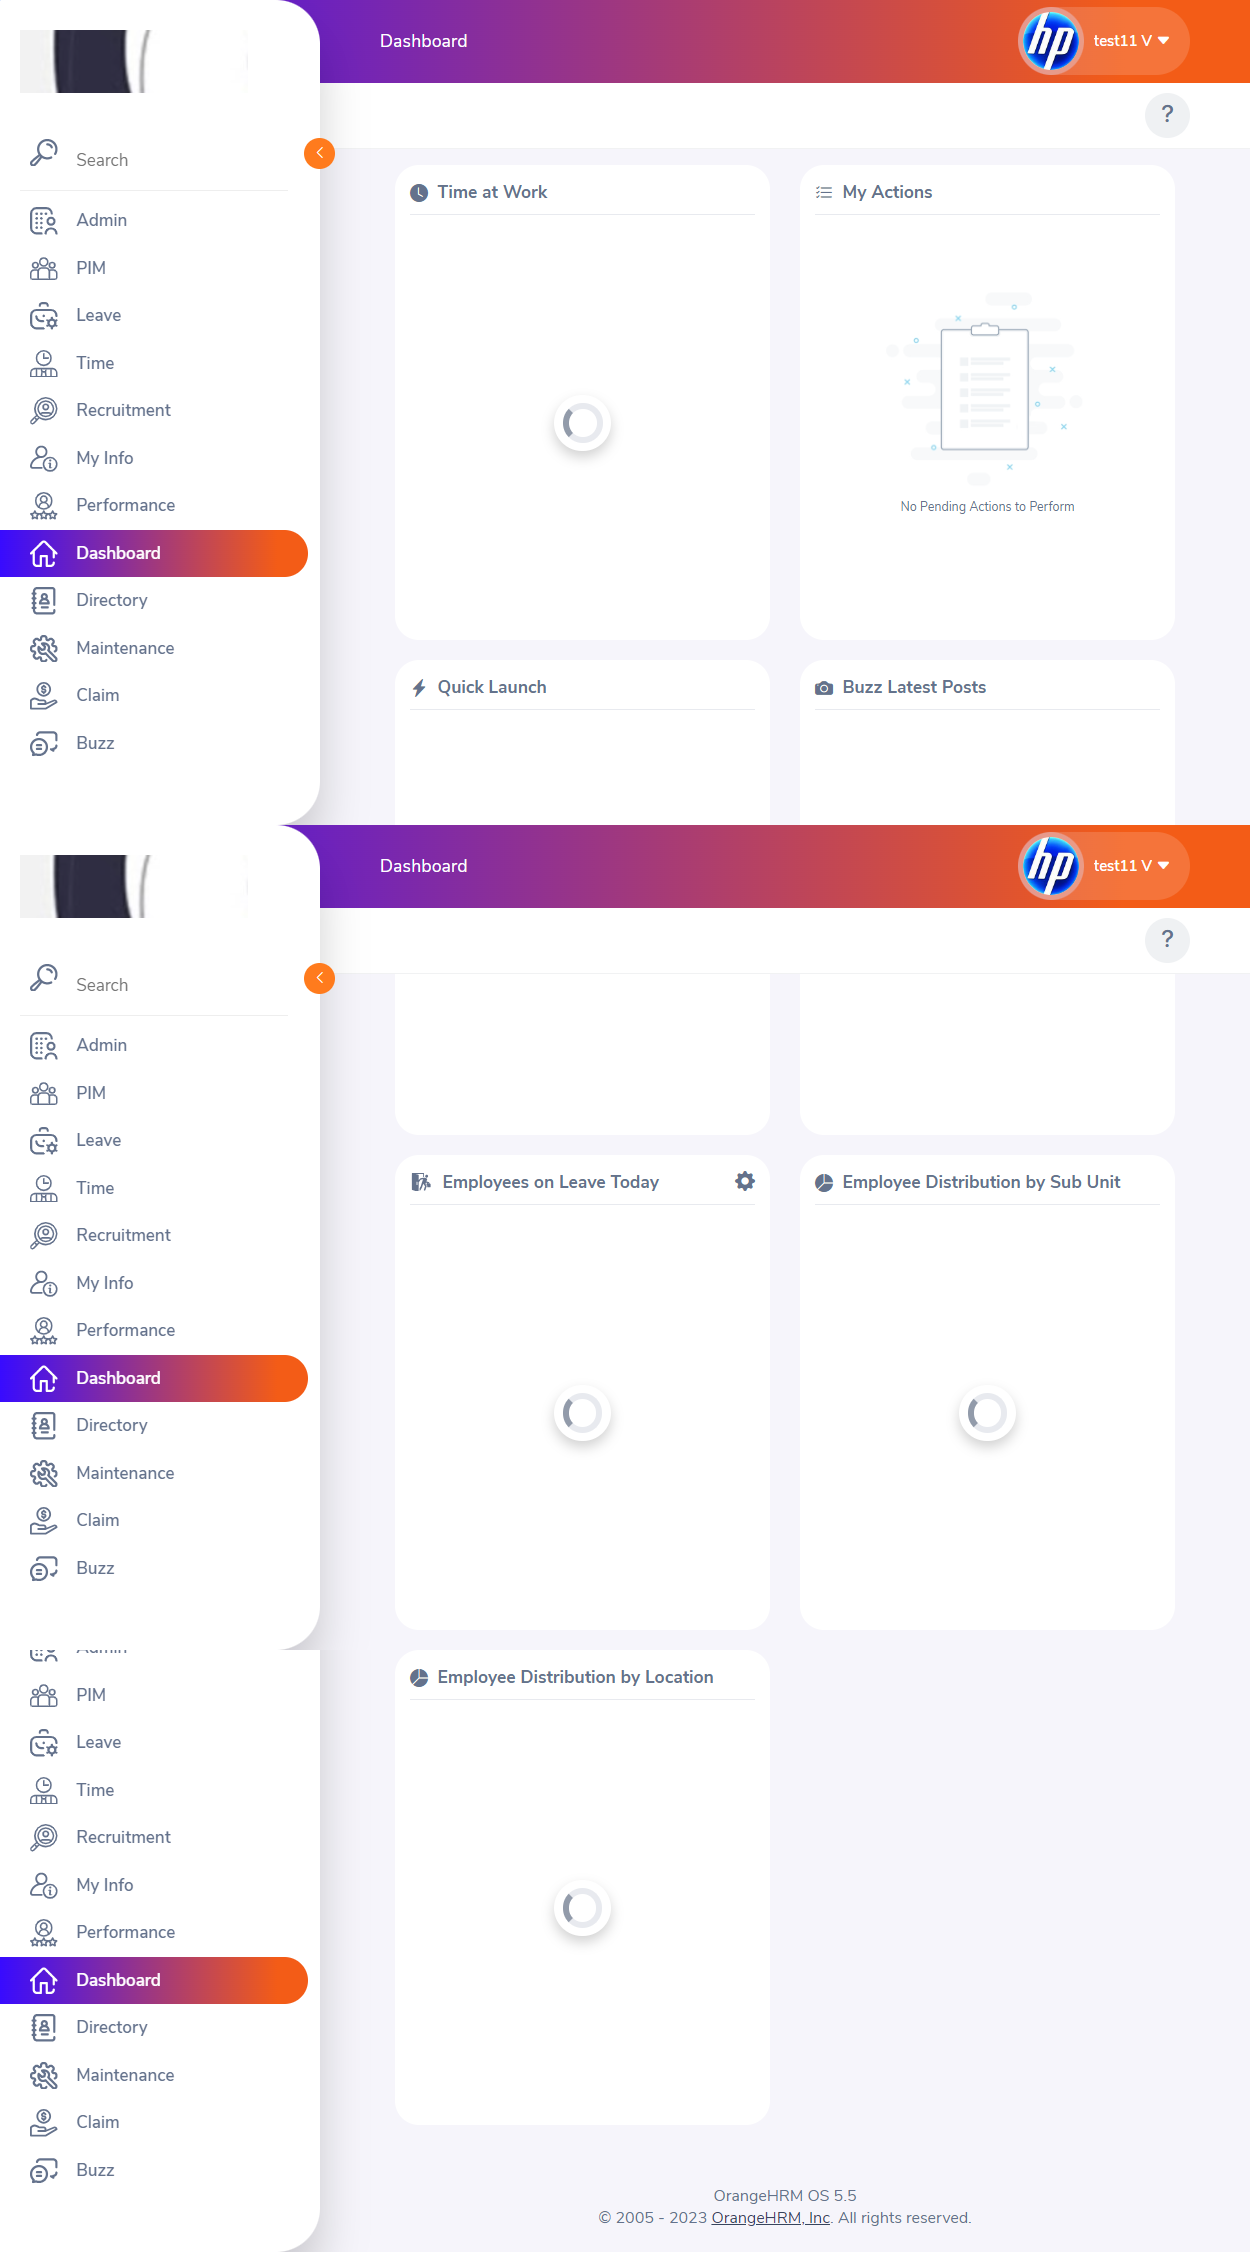 Dashboard
hp
test11 V
?
Search
Admin
PIM
Leave
Time
Recruitment
My Info
Performance
Dashboard
Directory
Maintenance
Claim
Buzz
Time at Work
My Actions
No Pending Actions to Perform
Quick Launch
Buzz Latest Posts
Dashboard
hp
test11 V
?
Search
Admin
PIM
Leave
Time
Recruitment
My Info
Performance
Dashboard
Directory
Maintenance
Claim
Buzz
Employees on Leave Today
Employee Distribution by Sub Unit
Admin
PIM
Leave
Time
Recruitment
My Info
Performance
Dashboard
Directory
Maintenance
Claim
Buzz
Employee Distribution by Location
OrangeHRM OS 5.5
© 2005 - 2023 OrangeHRM, Inc. All rights reserved.